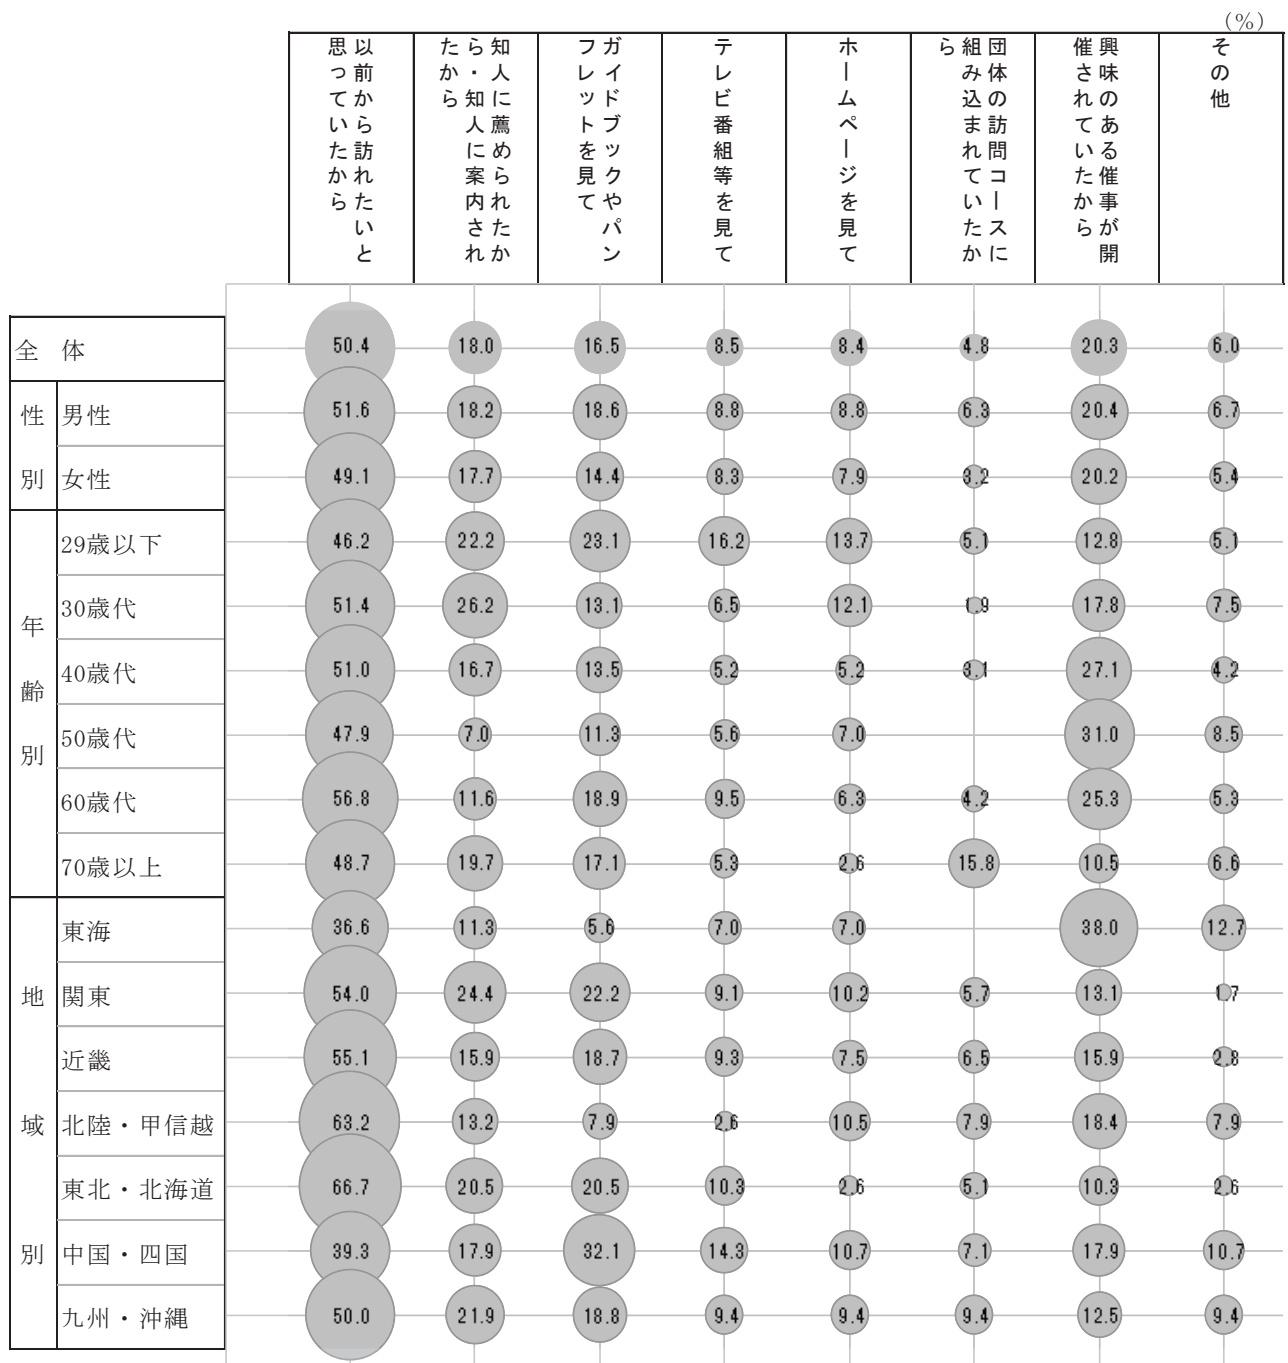 (%)
以前から訪れたいと
思っていたから
知人に薦められたか
ら・知人に案内され
たから
ガイドブックやパン
フレットを見て
テレビ番組等を見て
ホームページを見て
団体の訪問コースに
組み込まれていたか
ら
興味のある催事が開
催されていたから
その他
全 体 50.4 18.0 16.5 8.5 8.4 4.8 20.3 6.0
性別
男性 51.6 18.2 18.6 8.8 8.8 6.3 20.4 6.7
女性 49.1 17.7 14.4 8.3 7.9 3.2 20.2 5.4
年齢別
29歳以下 46.2 22.2 23.1 16.2 13.7 5.1 12.8 5.1
30歳代 51.4 26.2 13.1 6.5 12.1 1.9 17.8 7.5
40歳代 51.0 16.7 13.5 5.2 5.2 3.1 27.1 4.2
50歳代 47.9 7.0 11.3 5.6 7.0 31.0 8.5
60歳代 56.8 11.6 18.9 9.5 6.3 4.2 25.3 5.3
70歳以上 48.7 19.7 17.1 5.3 2.6 15.8 10.5 6.6
地域別
東海 36.6 11.3 5.6 7.0 7.0 38.0 12.7
関東 54.0 24.4 22.2 9.1 10.2 5.7 13.1 1.7
近畿 55.1 15.9 18.7 9.3 7.5 6.5 15.9 2.8
北陸・甲信越 63.2 13.2 7.9 2.6 10.5 7.9 18.4 7.9
東北・北海道 66.7 20.5 20.5 10.3 2.6 5.1 10.3 2.6
中国・四国 39.3 17.9 32.1 14.3 10.7 7.1 17.9 10.7
九州・沖縄 50.0 21.9 18.8 9.4 9.4 9.4 12.5 9.4